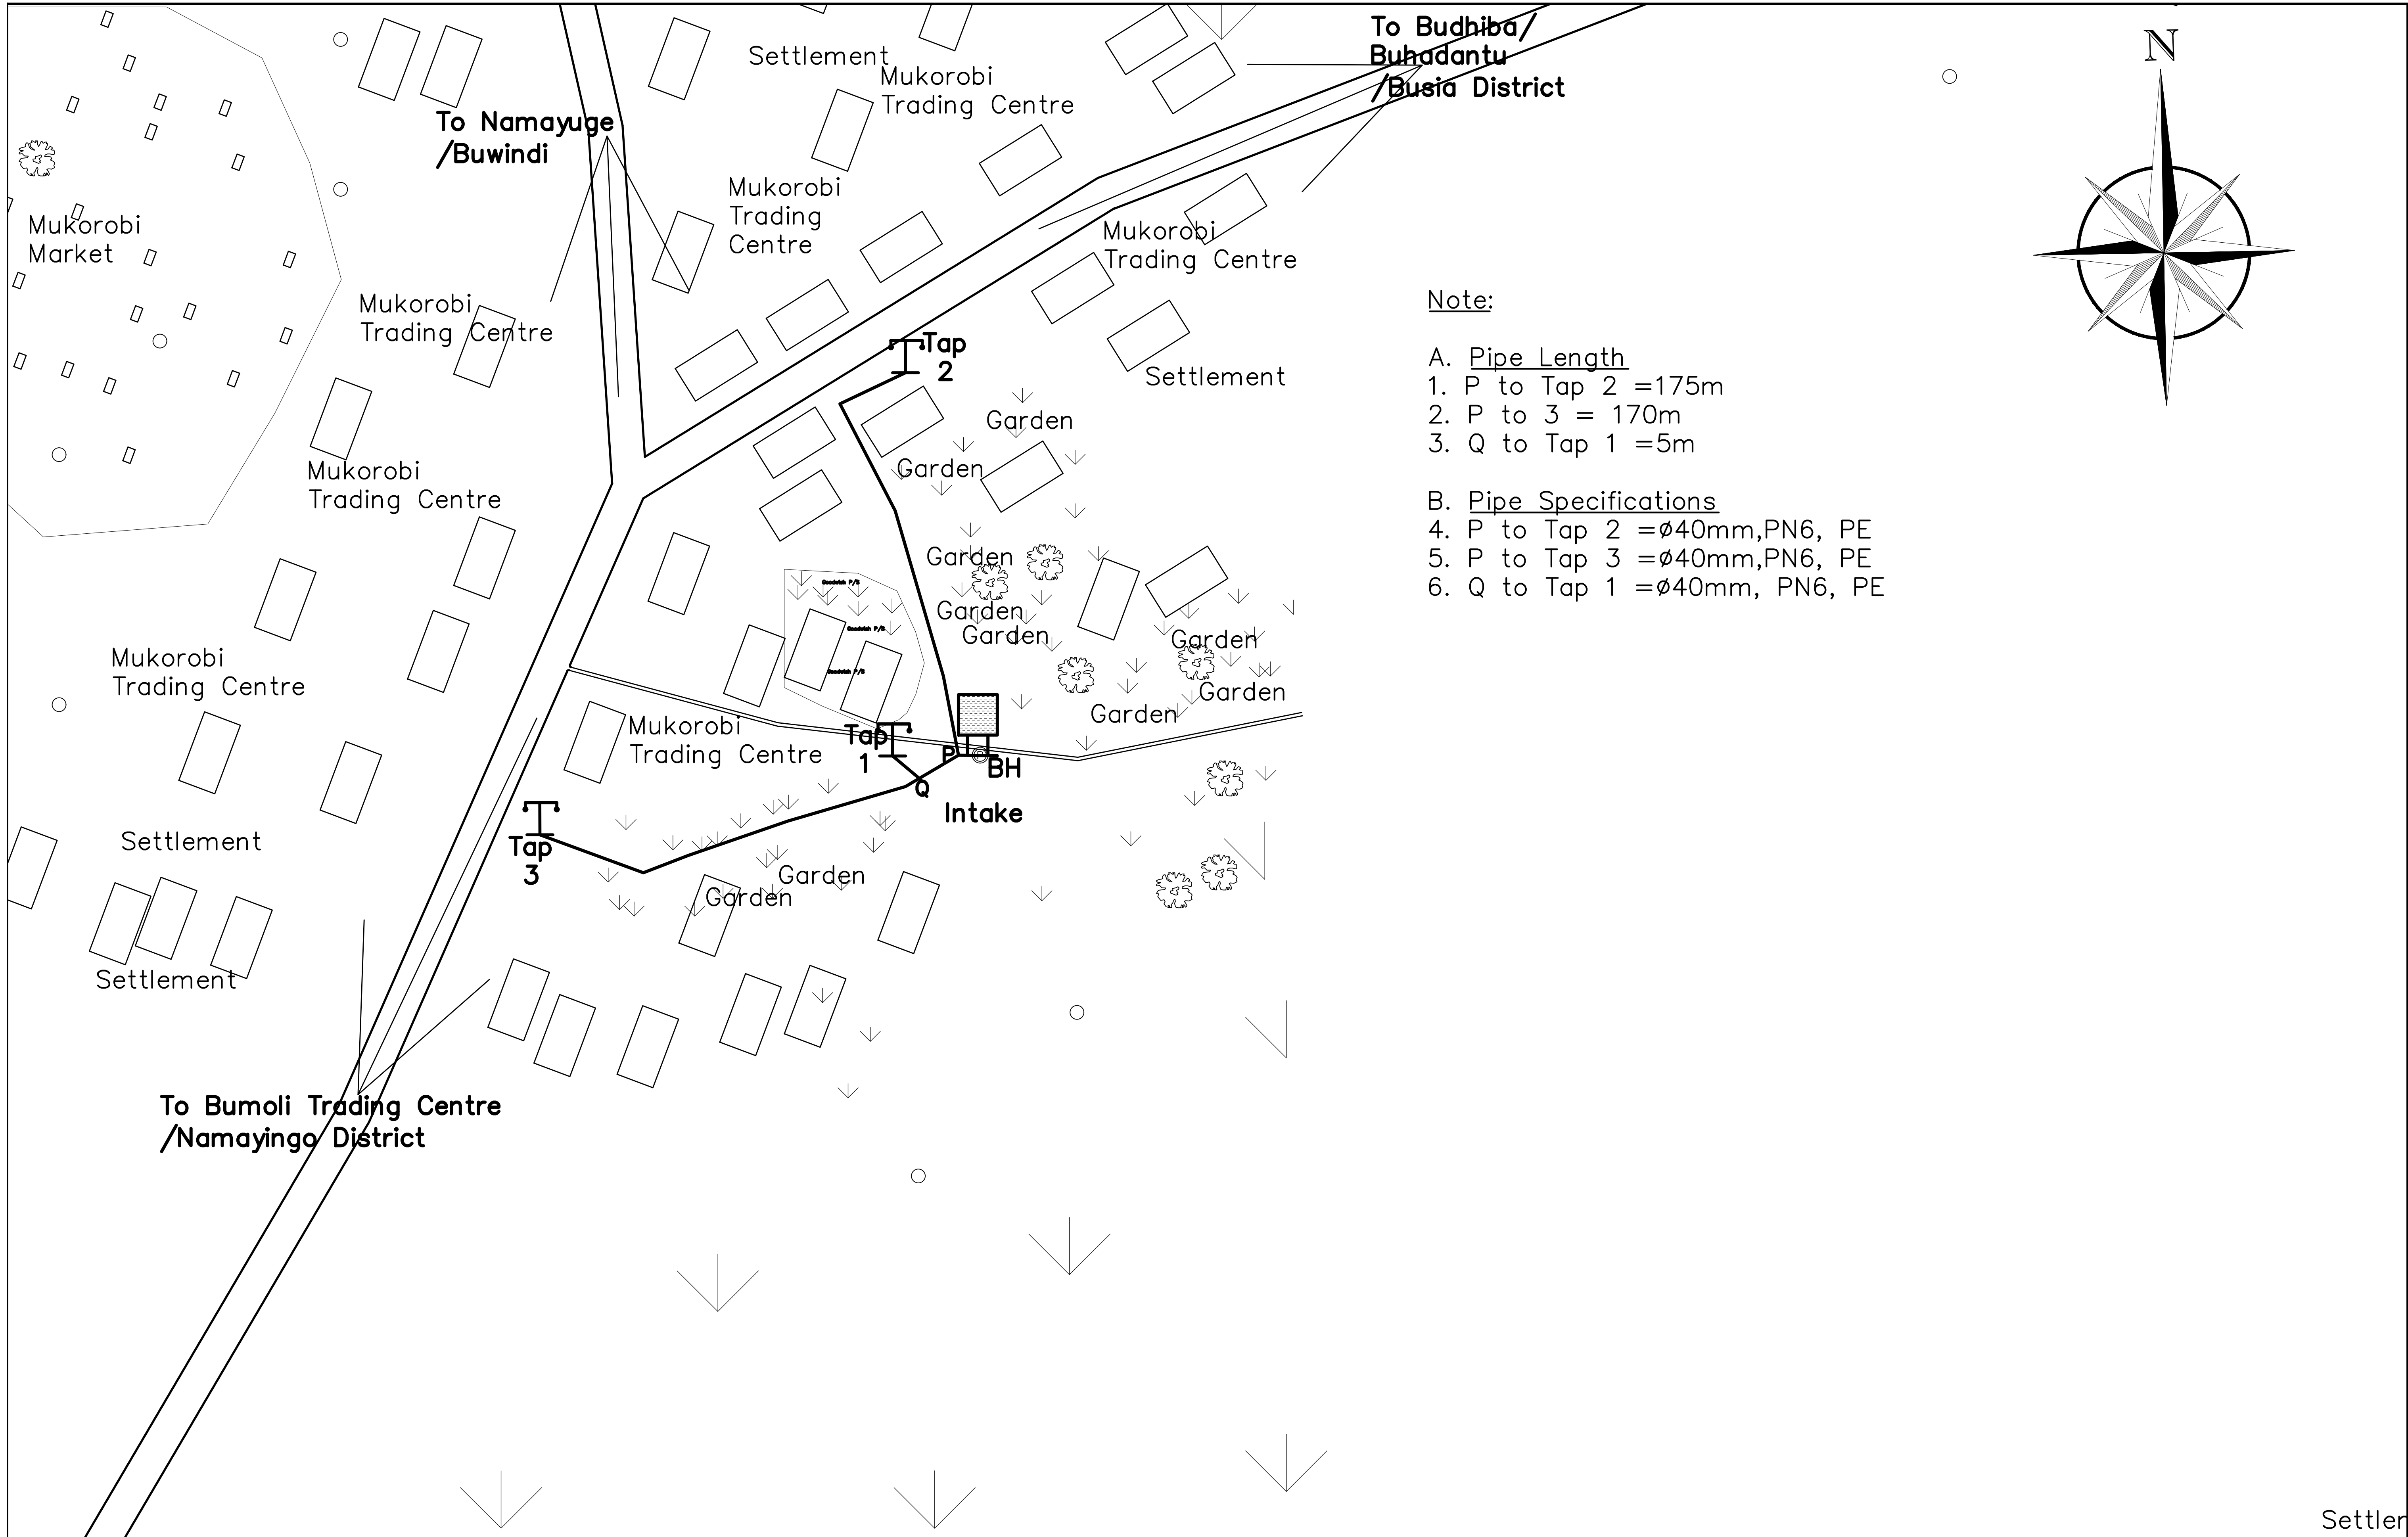 To Budhiba/
Buhadantu
/Busia District
N
Settlement
Mukorobi
Trading Centre
To Namayuge
/Buwindi
Mukorobi
Trading
Centre
Mukorobi
Market
Mukorobi
Trading Centre
Mukorobi
Trading Centre
Note:
A. Pipe Length
1. P to Tap 2 =175m
2. P to 3 = 170m
3. Q to Tap 1 =5m
B. Pipe Specifications
4. P to Tap 2 =ø40mm,PN6, PE
5. P to Tap 3 =ø40mm,PN6, PE
6. Q to Tap 1 =ø40mm, PN6, PE
Tap
2
Settlement
Garden
Garden
Mukorobi
Trading Centre
Garden
Goodwish P/S
Garden
Goodwish P/S
Garden
Garden
Goodwish P/S
Mukorobi
Trading Centre
Garden
Garden
Mukorobi
Trading Centre
Tap
1
P
BH
Q
Intake
Settlement
Tap
3
Garden
Garden
Settlement
To Bumoli Trading Centre
/Namayingo District
Settler